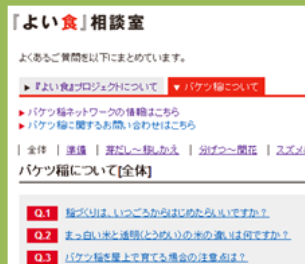 『よい食』相談室
よくあるご質問を以下にまとめています。
▶『よい食』プロジェクトについて ▼バケツ稲について
▶バケツ稲ネットワークの情報はこちら
▶バケツ稲に関するお問い合わせはこちら
| 全体 | 準備 | 芽だし～移しかえ | 分げつ～開花 | スズメ
バケツ稲について[全体]
Q.1 稲づくりは、いつごろからはじめたらいいですか？
Q.2 まっ白い米と透明(とうめい)の米の違いは何ですか？
Q.3 バケツ稲を屋上で育てる場合の注意点は？